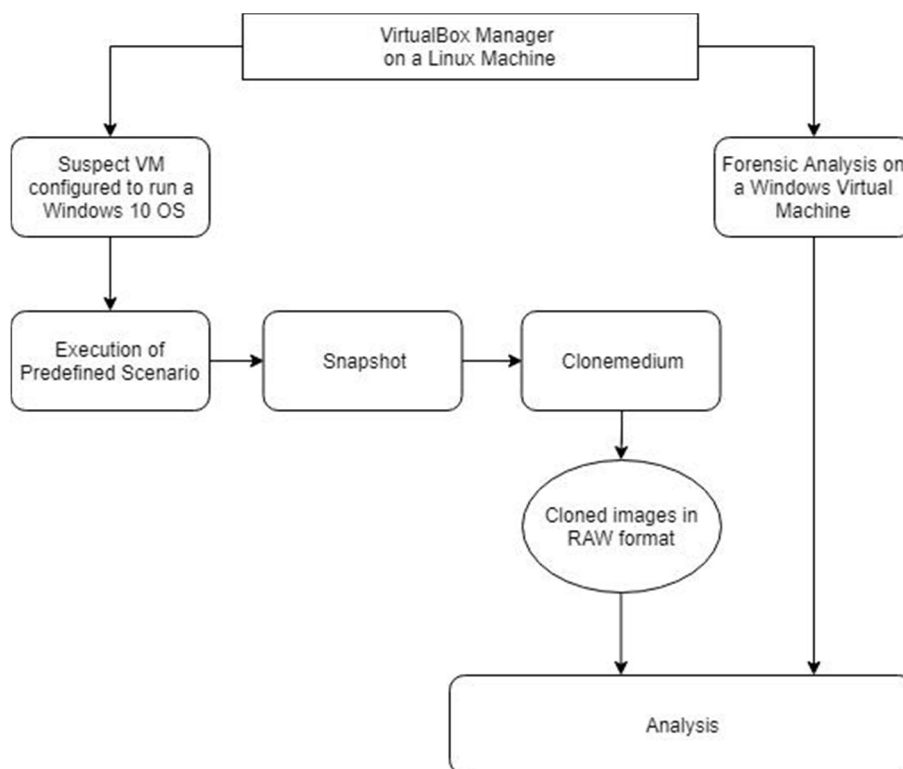 VirtualBox Manager
on a Linux Machine
Suspect VM
configured to run a
Windows 10 OS
Forensic Analysis on
a Windows Virtual
Machine
Execution of
Predefined Scenario
Snapshot
Clonemedium
Cloned images in
RAW format
Analysis